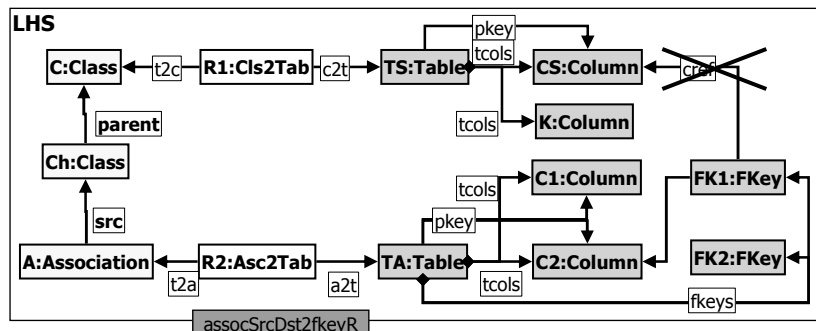 LHS
pkey
tcols
C:Class
t2c
R1:Cls2Tab
c2t
TS:Table
CS:Column
cref
parent
tcols
K:Column
Ch:Class
tcols
C1:Column
FK1:FKey
src
pkey
A:Association
t2a
R2:Asc2Tab
a2t
TA:Table
tcols
C2:Column
FK2:FKey
fkeys
assocSrcDst2fkeyR